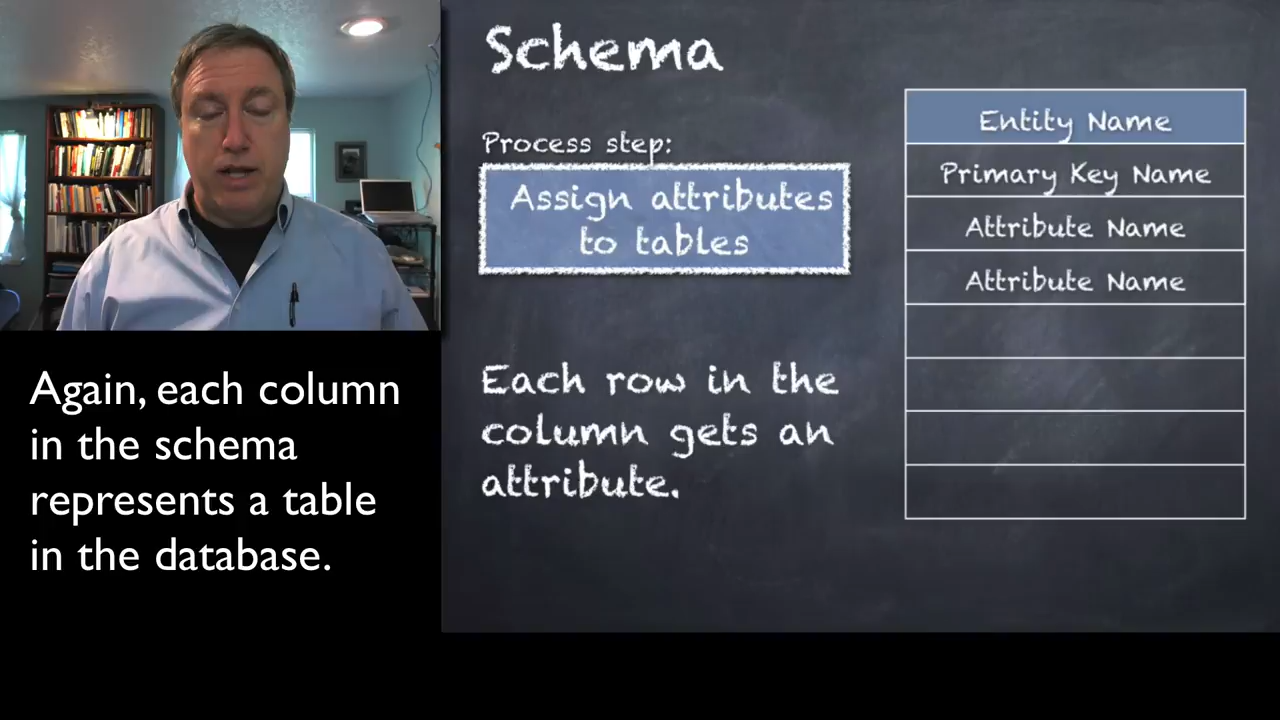 Schema
Process step:
Assign attributes
to tables
Each row in the
column gets an
attribute.
Entity Name
Primary Key Name
Attribute Name
Attribute Name
Again, each column
in the schema
represents a table
in the database.